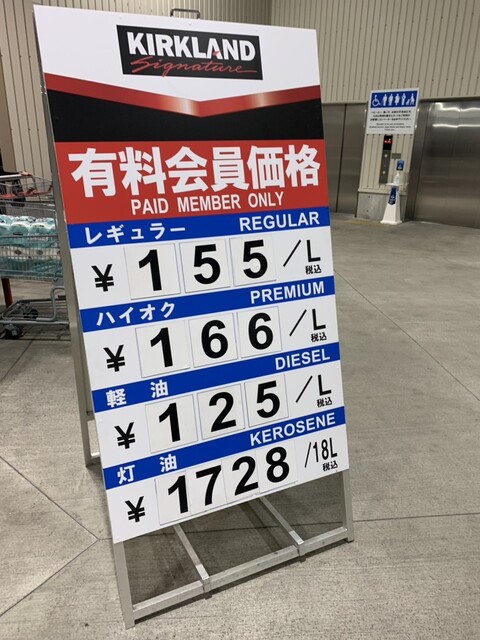 KIRKLAND
Signature
有料会員価格
PAID MEMBER ONLY
レギュラー REGULAR
¥ 155 /L 税込
ハイオク PREMIUM
¥ 166 /L 税込
軽油 DIESEL
¥ 125 /L 税込
灯油 KEROSENE
¥ 1728 /18L 税込